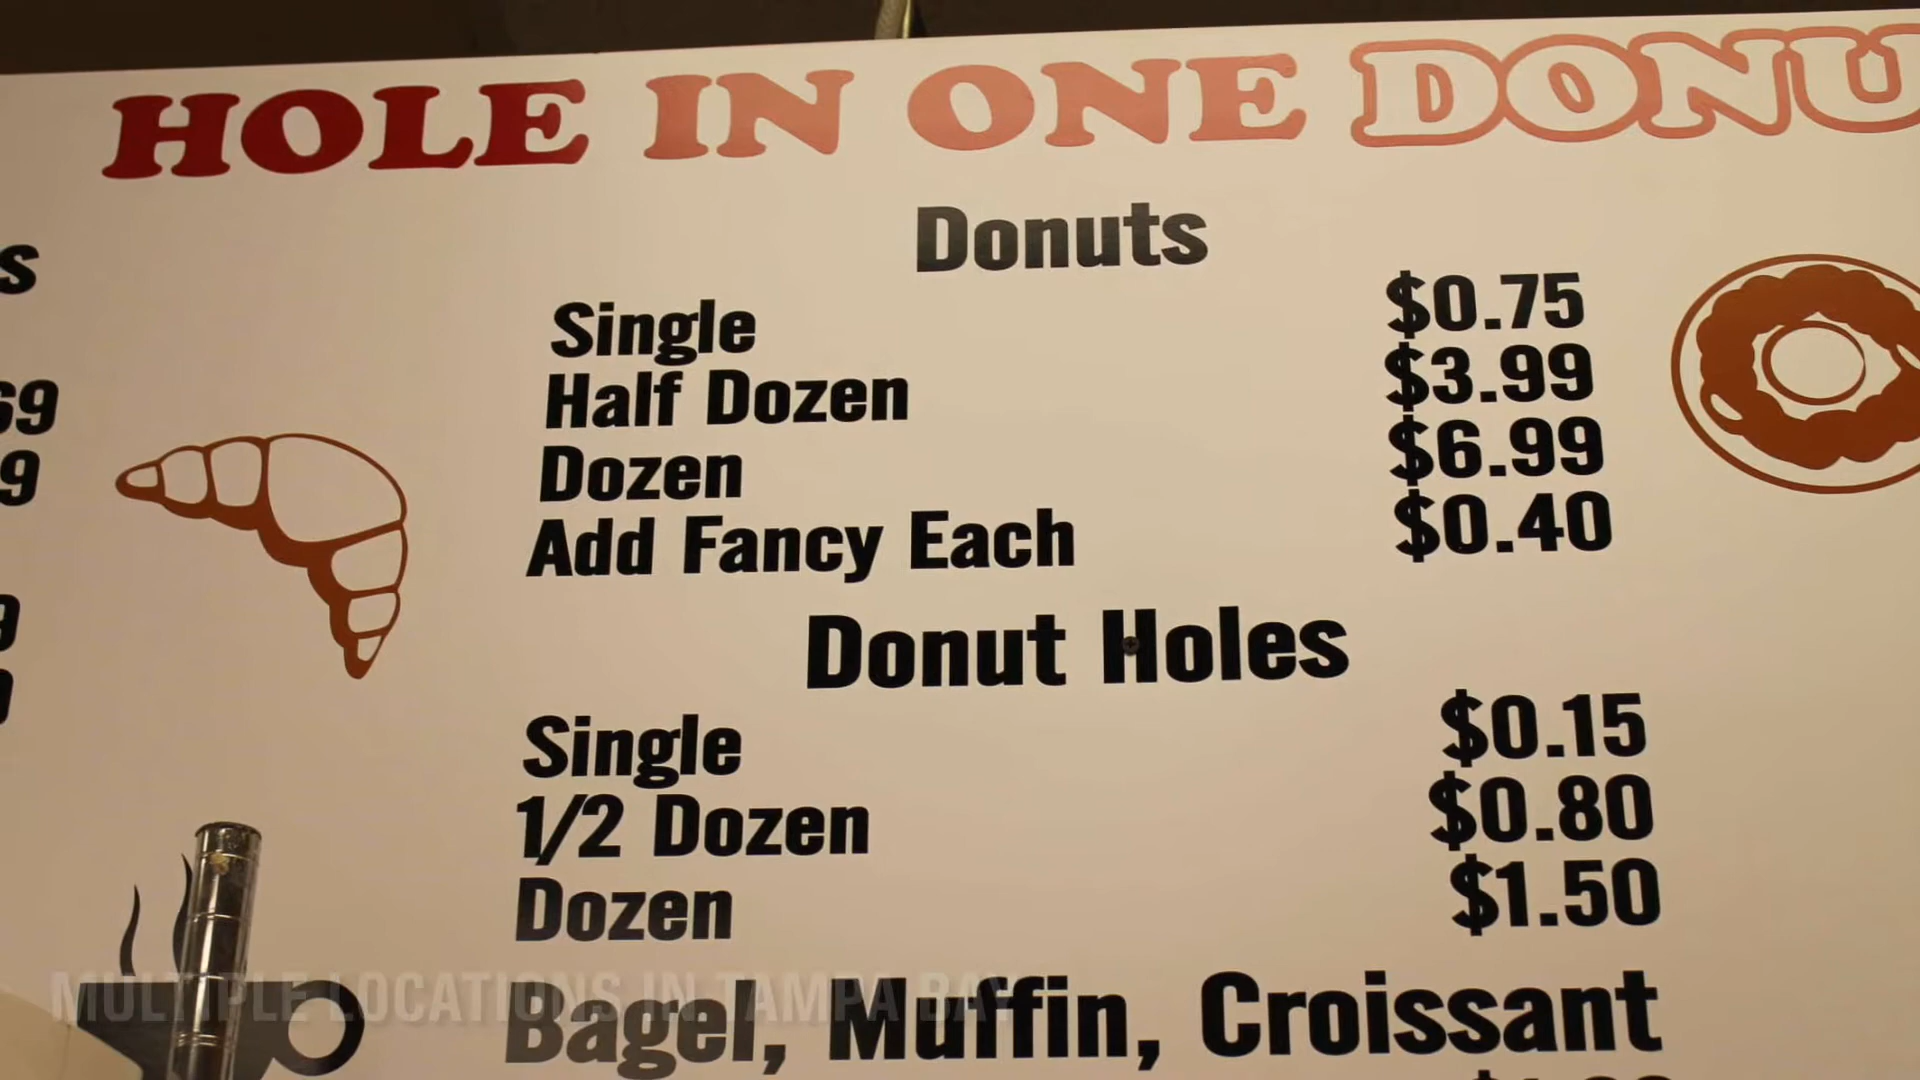 HOLE IN ONE DONU
Donuts
Single $0.75
Half Dozen $3.99
Dozen $6.99
Add Fancy Each $0.40
Donut Holes
Single $0.15
1/2 Dozen $0.80
Dozen $1.50
Bagel, Muffin, Croissant
MULTIPLE LOCATIONS IN TAMPA BAY